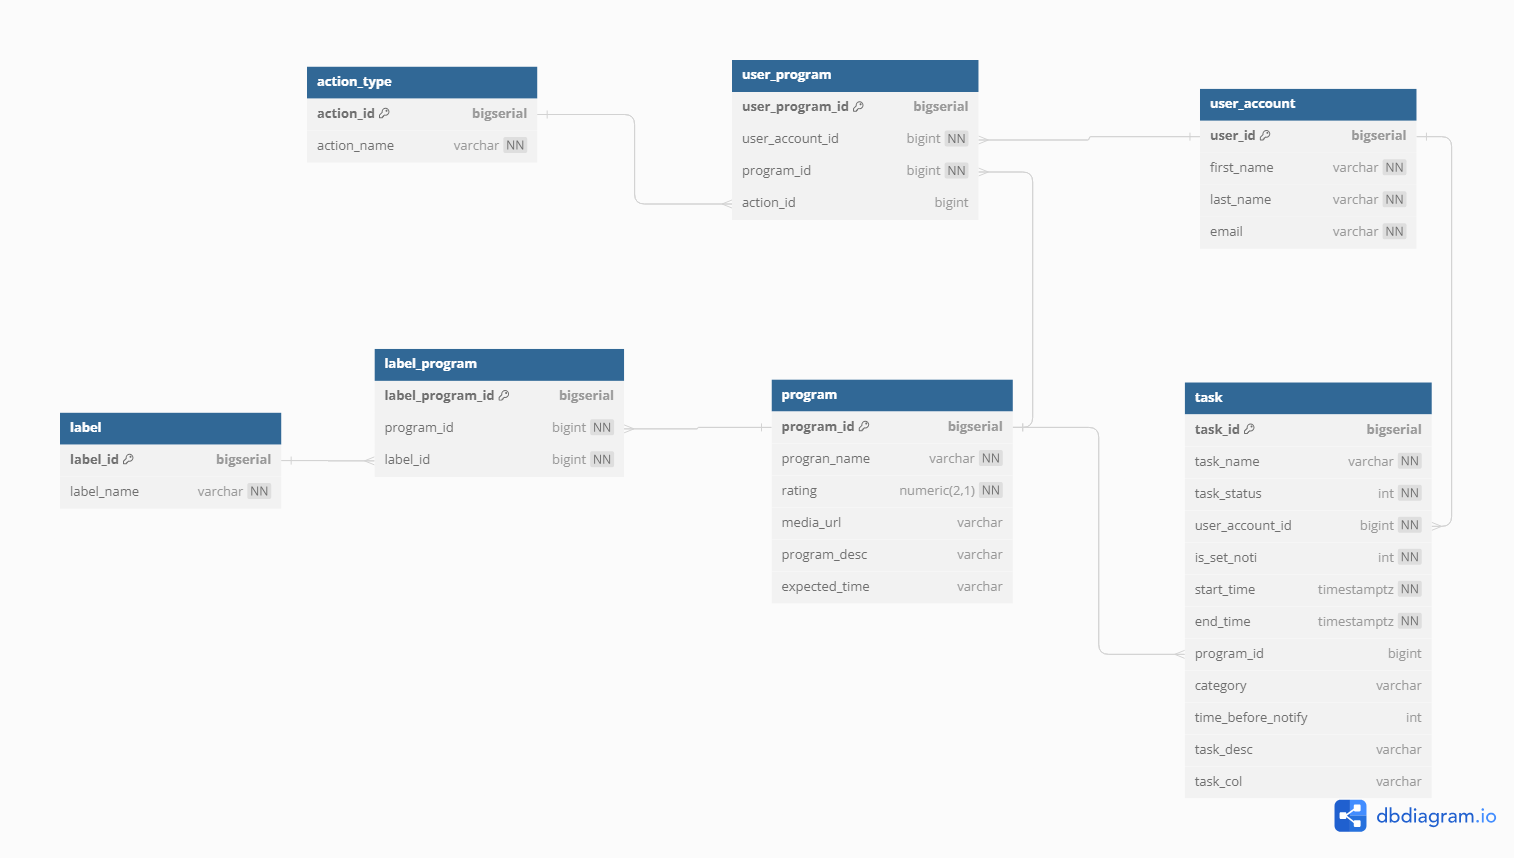 action_type
action_id bigserial
action_name varchar NN
user_program
user_program_id bigserial
user_account_id bigint NN
program_id bigint NN
action_id bigint
user_account
user_id bigserial
first_name varchar NN
last_name varchar NN
email varchar NN
label
label_id bigserial
label_name varchar NN
label_program
label_program_id bigserial
program_id bigint NN
label_id bigint NN
program
program_id bigserial
progran_name varchar NN
rating numeric(2,1) NN
media_url varchar
program_desc varchar
expected_time varchar
task
task_id bigserial
task_name varchar NN
task_status int NN
user_account_id bigint NN
is_set_noti int NN
start_time timestamptz NN
end_time timestamptz NN
program_id bigint
category varchar
time_before_notify int
task_desc varchar
task_col varchar
dbdiagram.io